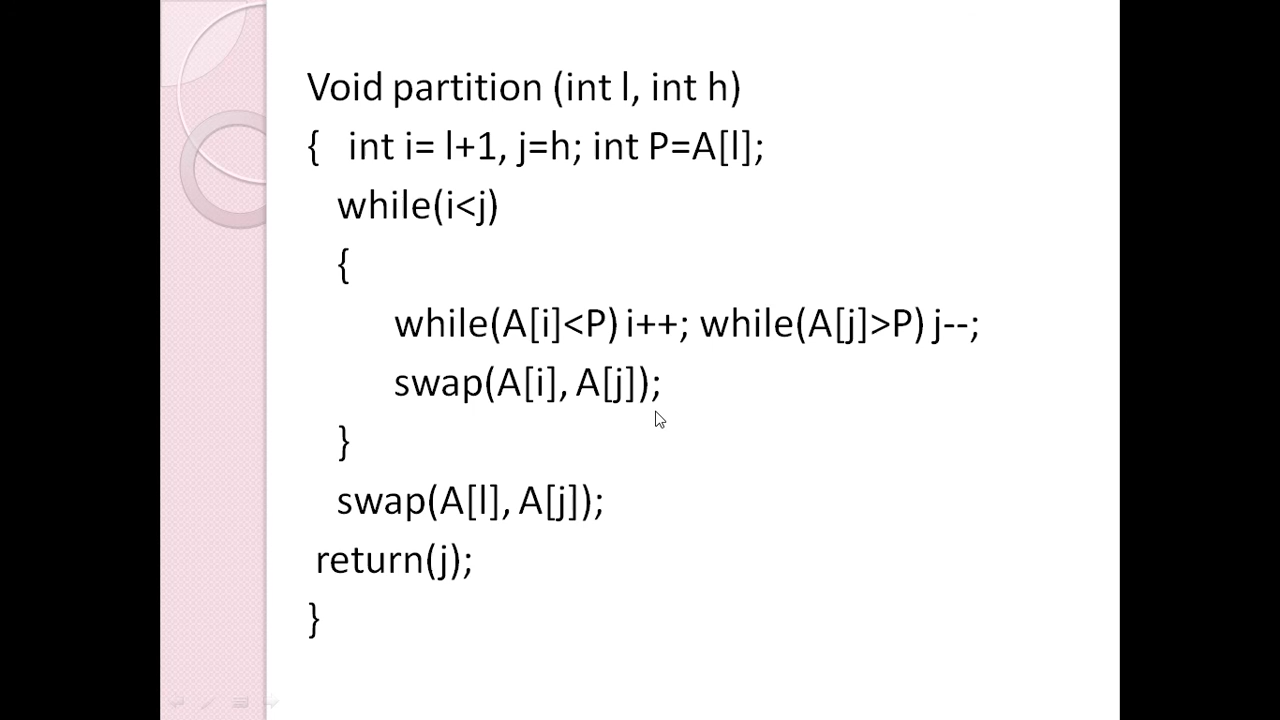 Void partition (int l, int h)
{ int i= l+1, j=h; int P=A[l];
while(i<j)
{
while(A[i]<P) i++; while(A[j]>P) j--;
swap(A[i], A[j]);
}
swap(A[l], A[j]);
return(j);
}